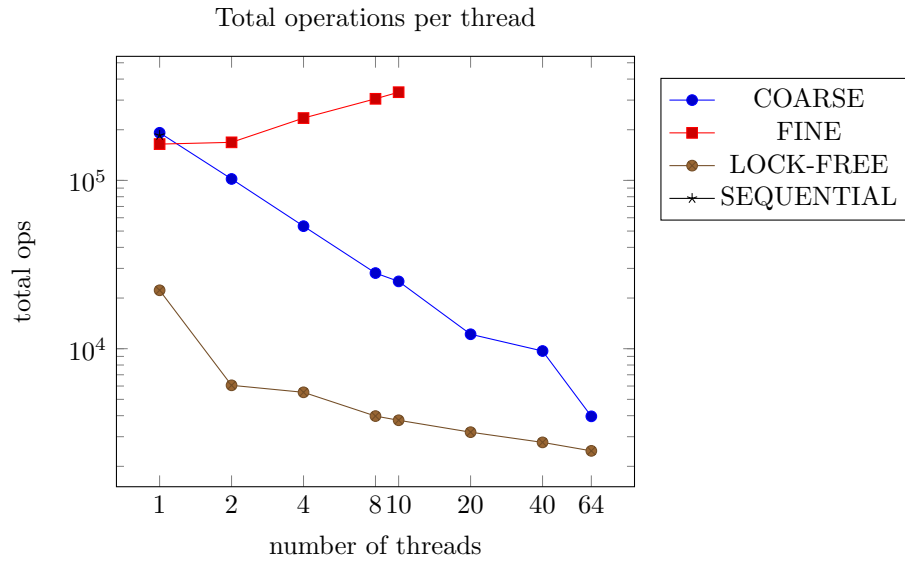 Total operations per thread
10^5
10^4
total ops
1 2 4 8 10 20 40 64
number of threads
COARSE
FINE
LOCK-FREE
SEQUENTIAL